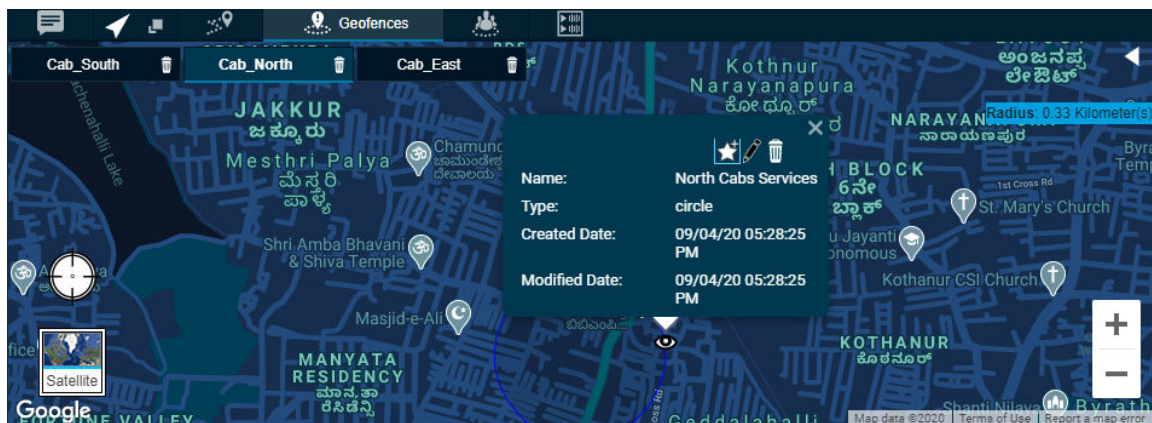 Geofences
Cab_South
Cab_North
Cab_East
Kothnur
Narayanapura
ಅಂಜನಪ್ಪ
ಲೇಔಟ್
Radius: 0.33 Kilometer(s)
JAKKUR
ಜಕ್ಕೂರು
Mesthri Palya
ಮೇಸ್ತ್ರಿ
ಪಾಳ್ಯ
ನಾರಾಯಣಪುರ
BLOCK
6ನೇ
ಬ್ಲಾಕ್
1st Cross Rd
St. Mary's Church
Name: North Cabs Services
Type: circle
Created Date: 09/04/20 05:28:25
PM
Modified Date: 09/04/20 05:28:25
PM
Shri Amba Bhavani
& Shiva Temple
Kothanur CSI Church
Masjid-e-Ali
MANYATA
RESIDENCY
ಮಾನ್ಯತಾ
ರೆಸಿಡೆನ್ಸಿ
KOTHANUR
ಕೊಠನೂರ್
Satellite
Google
Map data ©2020
Terms of Use
Report a map error